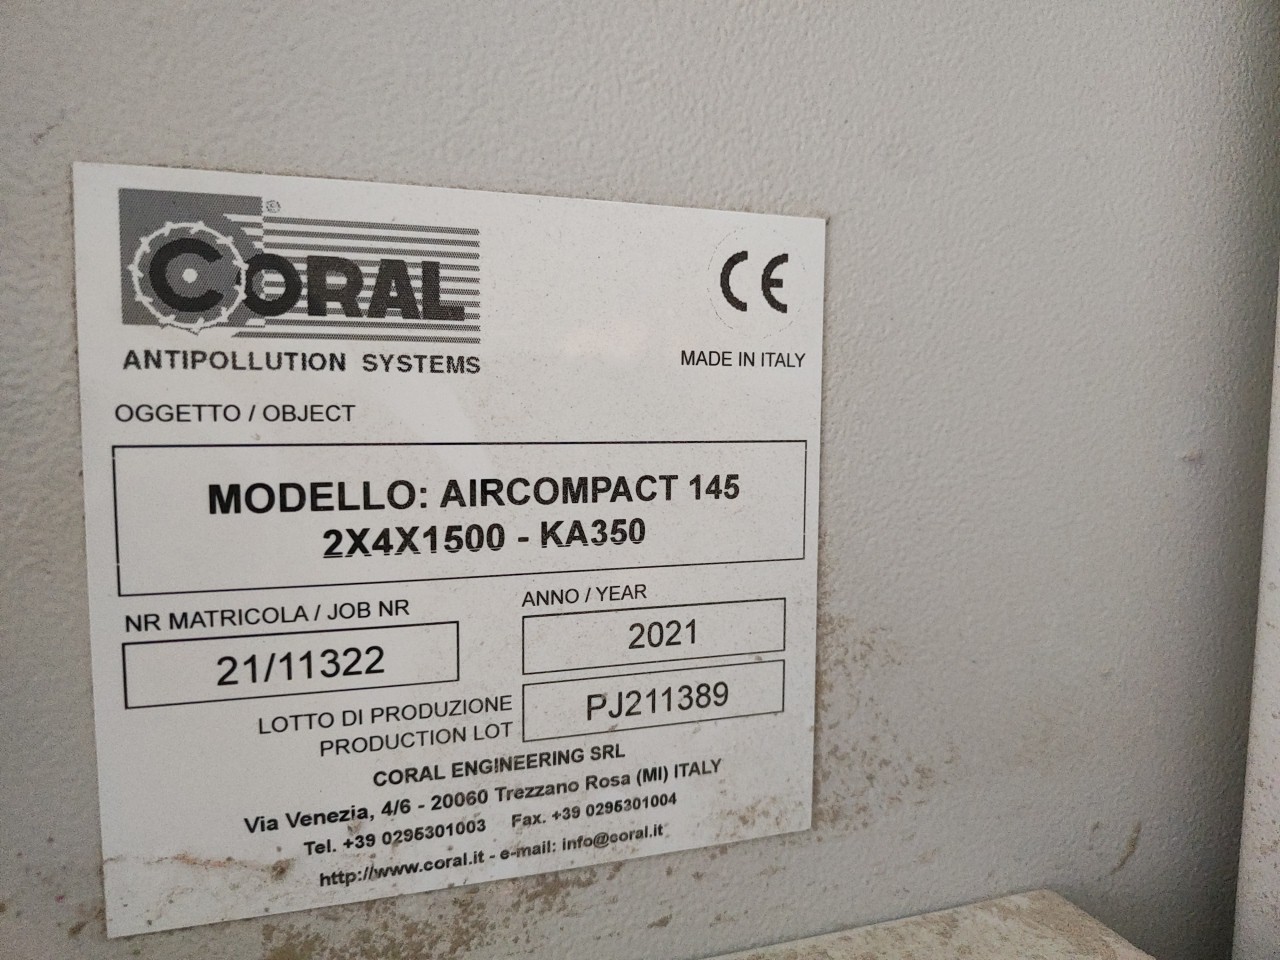 CORAL ®
ANTIPOLLUTION SYSTEMS
CE
MADE IN ITALY
OGGETTO / OBJECT
MODELLO: AIRCOMPACT 145
2X4X1500 - KA350
NR MATRICOLA / JOB NR
21/11322
ANNO / YEAR
2021
LOTTO DI PRODUZIONE
PRODUCTION LOT
PJ211389
CORAL ENGINEERING SRL
Via Venezia, 4/6 - 20060 Trezzano Rosa (MI) ITALY
Tel. +39 0295301003 Fax. +39 0295301004
http://www.coral.it - e-mail: info@coral.it